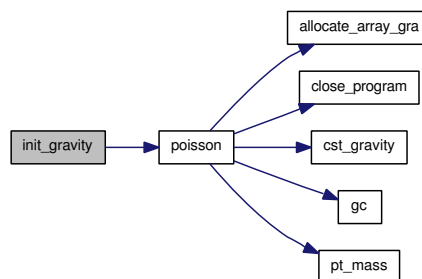 allocate_array_gra
close_program
init_gravity
poisson
cst_gravity
gc
pt_mass